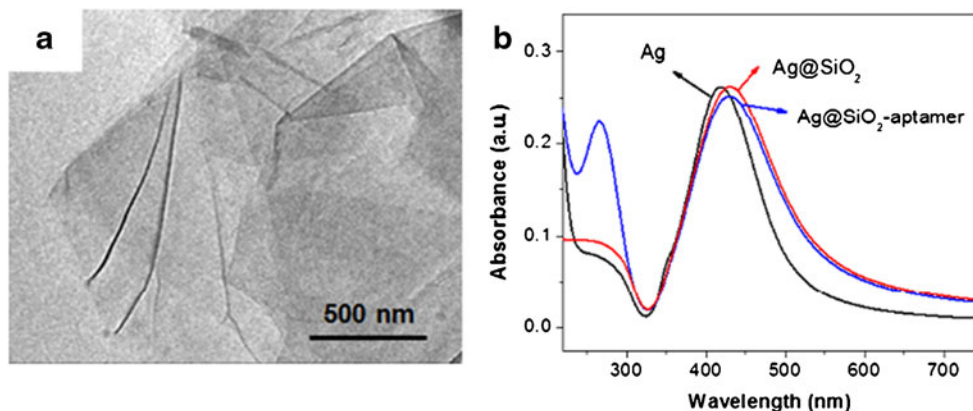 a
500 nm
b
Absorbance (a.u.)
0.3
0.2
0.1
0.0
Ag
Ag@SiO₂
Ag@SiO₂-aptamer
300 400 500 600 700
Wavelength (nm)